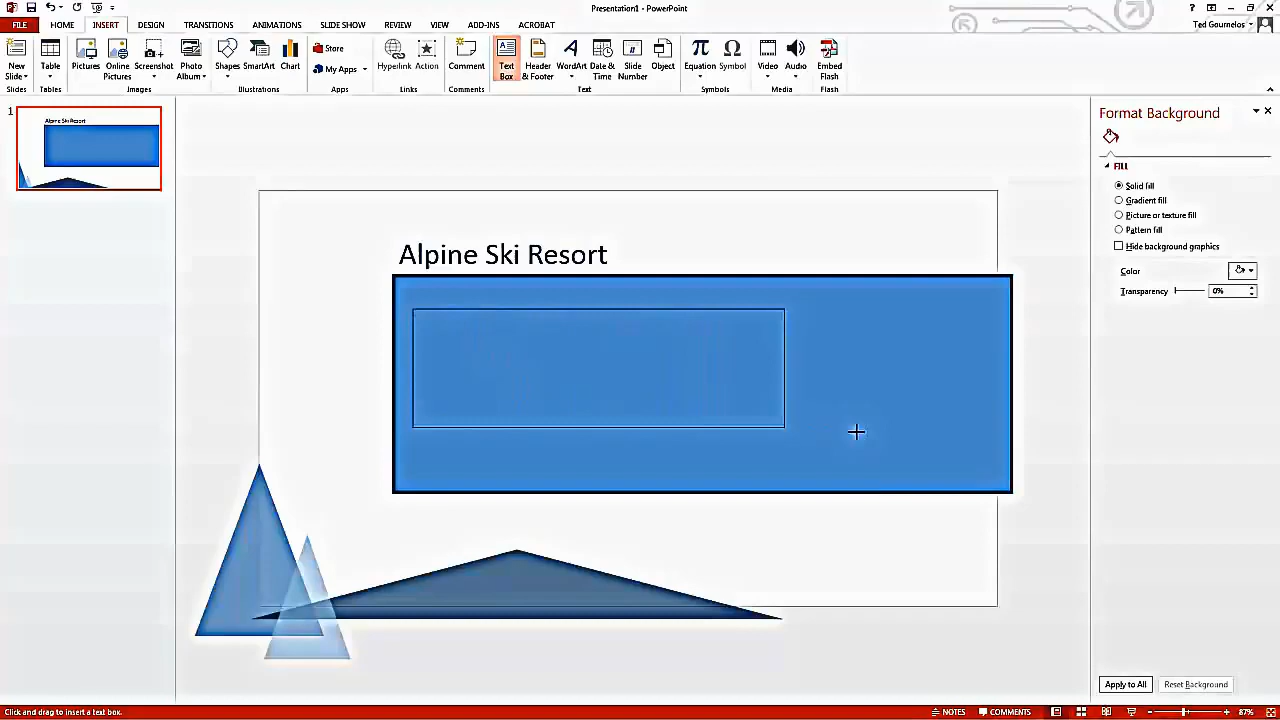 Presentation1 - PowerPoint
FILE HOME INSERT DESIGN TRANSITIONS ANIMATIONS SLIDE SHOW REVIEW VIEW ADD-INS ACROBAT
Ted Goumelos
New Slide
Table
Pictures
Online Pictures
Screenshot
Photo Album
Shapes
SmartArt
Chart
Store
My Apps
Hyperlink
Action
Comment
Text Box
Header & Footer
WordArt
Date & Time
Slide Number
Object
Equation
Symbol
Video
Audio
Embed Flash
Slides Tables Images Illustrations Apps Links Comments Text Symbols Media Flash
1
Alpine Ski Resort
Alpine Ski Resort
Format Background
FILL
Solid fill
Gradient fill
Picture or texture fill
Pattern fill
Hide background graphics
Color
Transparency 0%
Apply to All Reset Background
Click and drag to insert a text box.
NOTES COMMENTS 87%